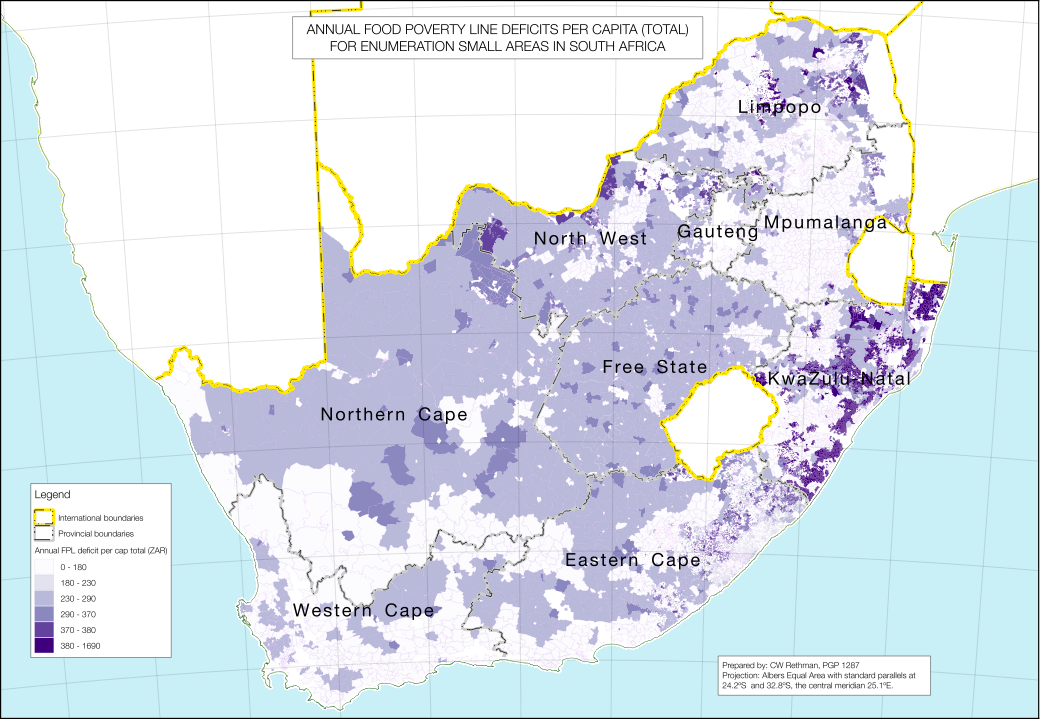 ANNUAL FOOD POVERTY LINE DEFICITS PER CAPITA (TOTAL)
FOR ENUMERATION SMALL AREAS IN SOUTH AFRICA
Limpopo
Mpumalanga
North West
Gauteng
Free State
KwaZulu-Natal
Northern Cape
Eastern Cape
Western Cape
Legend
International boundaries
Provincial boundaries
Annual FPL deficit per cap total (ZAR)
0 - 180
180 - 230
230 - 290
290 - 370
370 - 380
380 - 1690
Prepared by: CW Rethman, PGP 1287
Projection: Albers Equal Area with standard parallels at
24.2°S and 32.8°S, the central meridian 25.1°E.